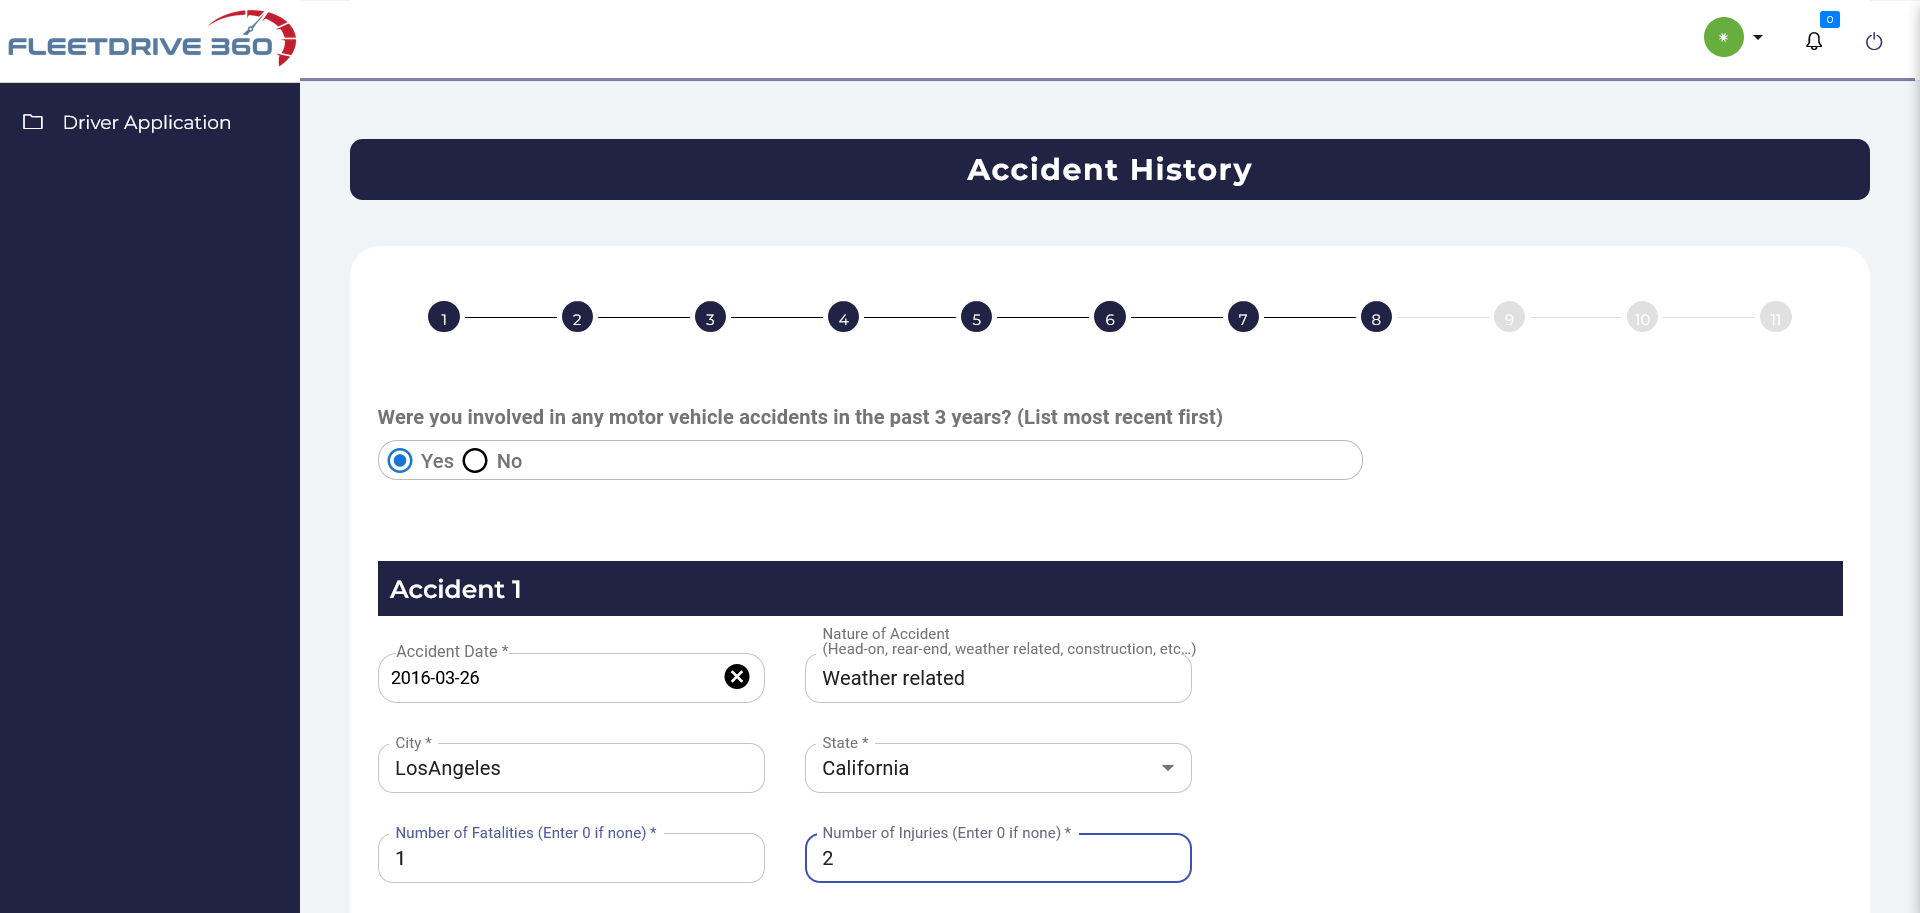 FLEETDRIVE 360
0
Driver Application
Accident History
1 2 3 4 5 6 7 8 9 10 11
Were you involved in any motor vehicle accidents in the past 3 years? (List most recent first)
Yes No
Accident 1
Accident Date *
2016-03-26
Nature of Accident
(Head-on, rear-end, weather related, construction, etc...)
Weather related
City *
LosAngeles
State *
California
Number of Fatalities (Enter 0 if none) *
1
Number of Injuries (Enter 0 if none) *
2